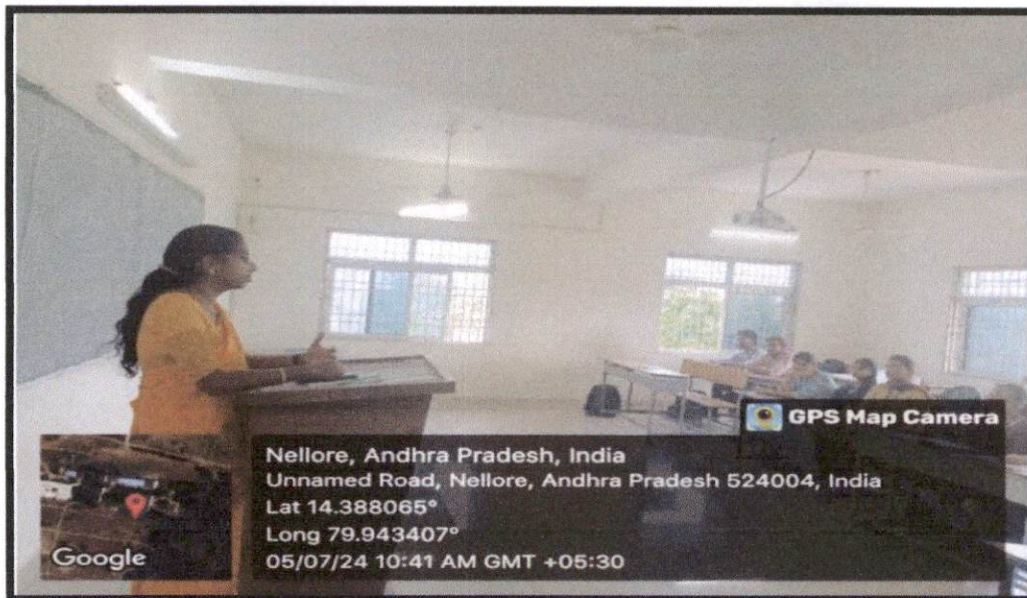 GPS Map Camera
Nellore, Andhra Pradesh, India
Unnamed Road, Nellore, Andhra Pradesh 524004, India
Lat 14.388065°
Long 79.943407°
05/07/24 10:41 AM GMT +05:30
Google